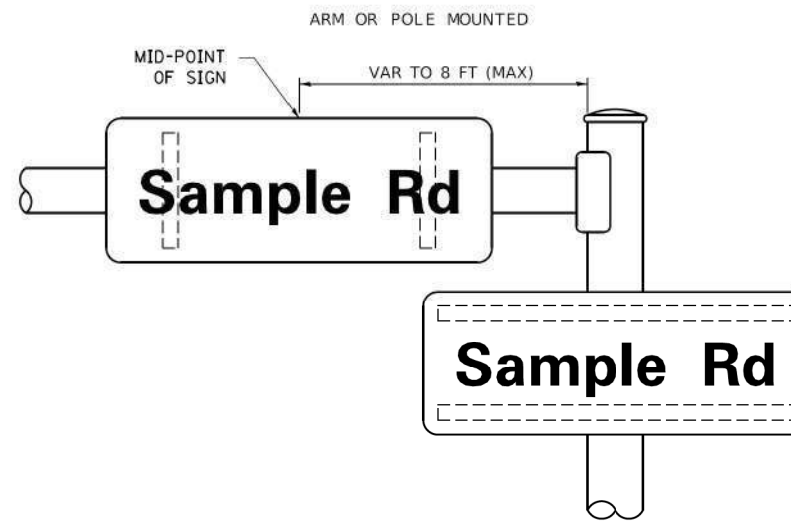 ARM OR POLE MOUNTED
MID-POINT
OF SIGN
VAR TO 8 FT (MAX)
Sample Rd
Sample Rd